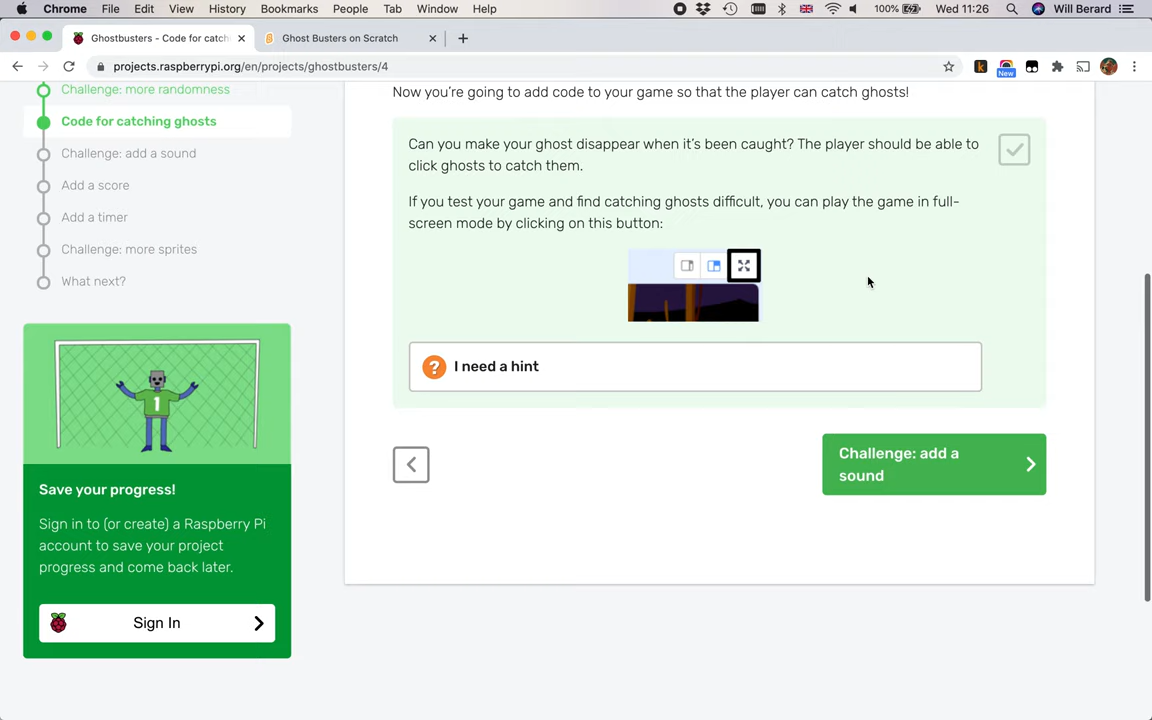 Chrome File Edit View History Bookmarks People Tab Window Help 100% Wed 11:26 Will Berard
Ghostbusters - Code for catch Ghost Busters on Scratch
projects.raspberrypi.org/en/projects/ghostbusters/4
New
Challenge: more randomness
Code for catching ghosts
Challenge: add a sound
Add a score
Add a timer
Challenge: more sprites
What next?
1
Save your progress!
Sign in to (or create) a Raspberry Pi
account to save your project
progress and come back later.
Sign In
Now you're going to add code to your game so that the player can catch ghosts!
Can you make your ghost disappear when it's been caught? The player should be able to
click ghosts to catch them.
If you test your game and find catching ghosts difficult, you can play the game in full-
screen mode by clicking on this button:
? I need a hint
Challenge: add a
sound